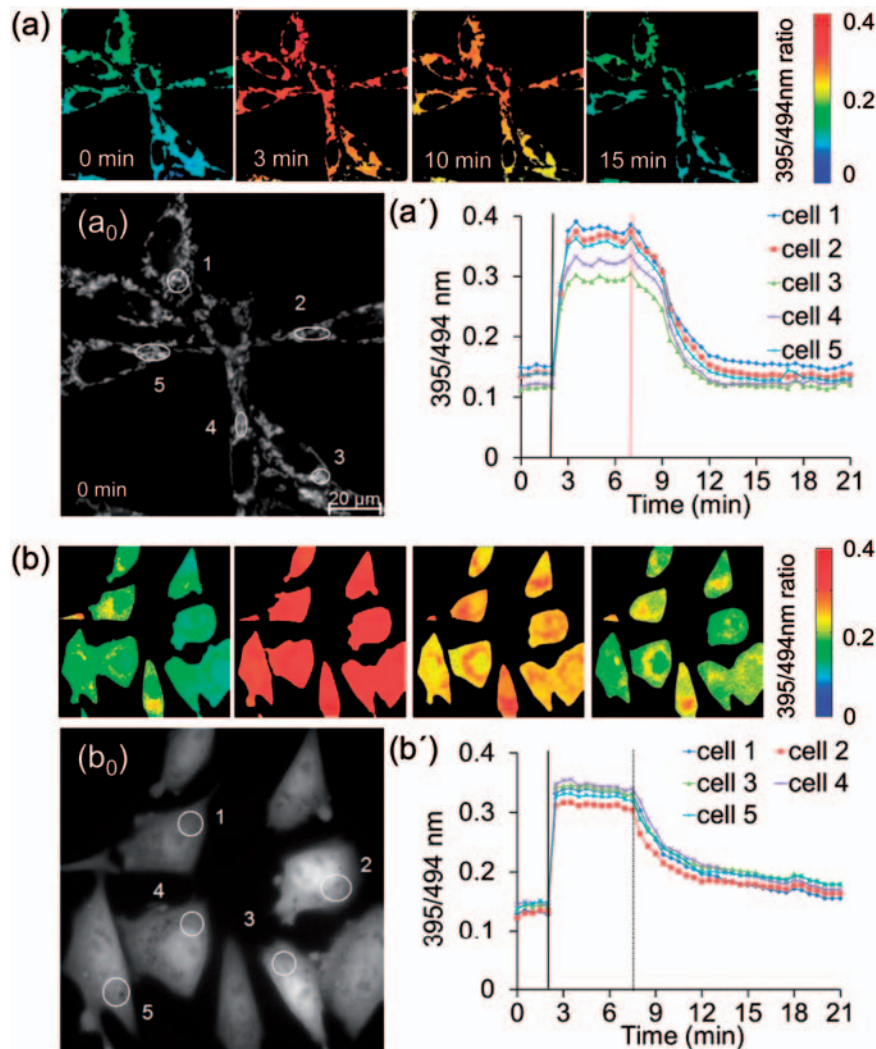 (a)
0 min
3 min
10 min
15 min
395/494nm ratio
0.4
0.2
0
(a0)
1
2
5
4
3
0 min
20 µm
(a´)
395/494 nm
0.4
0.3
0.2
0.1
0
0 3 6 9 12 15 18 21
Time (min)
cell 1
cell 2
cell 3
cell 4
cell 5
(b)
395/494nm ratio
0.4
0.2
0
(b0)
1
2
4
3
5
(b´)
395/494 nm
0.4
0.3
0.2
0.1
0
0 3 6 9 12 15 18 21
Time (min)
cell 1 cell 2
cell 3 cell 4
cell 5